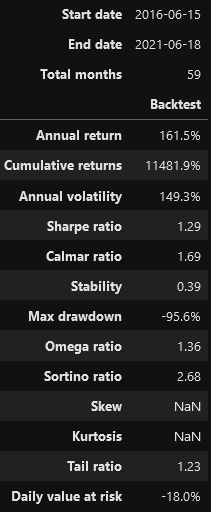 Start date 2016-06-15
End date 2021-06-18
Total months 59
Backtest
Annual return 161.5%
Cumulative returns 11481.9%
Annual volatility 149.3%
Sharpe ratio 1.29
Calmar ratio 1.69
Stability 0.39
Max drawdown -95.6%
Omega ratio 1.36
Sortino ratio 2.68
Skew NaN
Kurtosis NaN
Tail ratio 1.23
Daily value at risk -18.0%